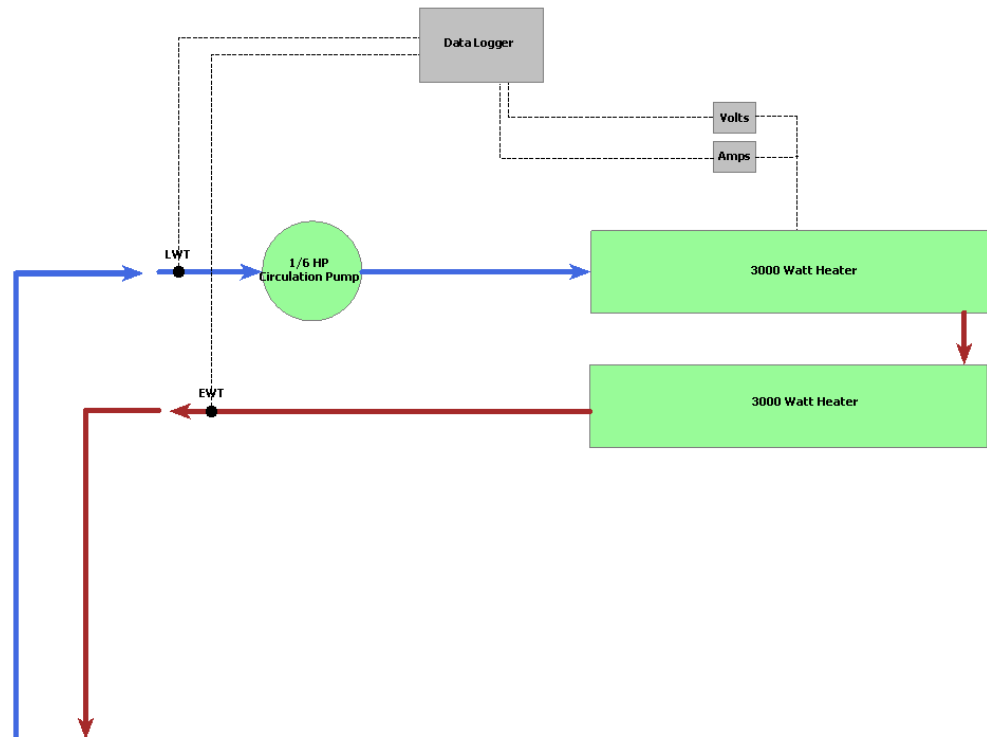 Data Logger
Volts
Amps
LWT
1/6 HP
Circulation Pump
3000 Watt Heater
EWT
3000 Watt Heater